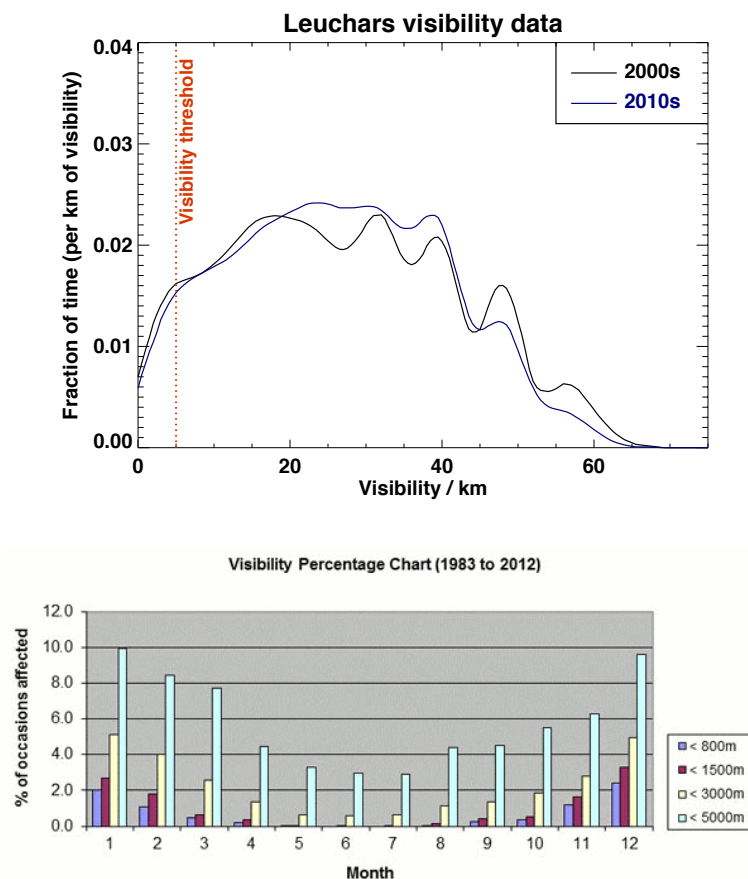 Leuchars visibility data
0.04
0.03
0.02
0.01
0.00
Fraction of time (per km of visibility)
Visibility threshold
2000s
2010s
0 20 40 60
Visibility / km
Visibility Percentage Chart (1983 to 2012)
12.0
10.0
8.0
6.0
4.0
2.0
0.0
% of occasions affected
1 2 3 4 5 6 7 8 9 10 11 12
Month
< 800m
< 1500m
< 3000m
< 5000m